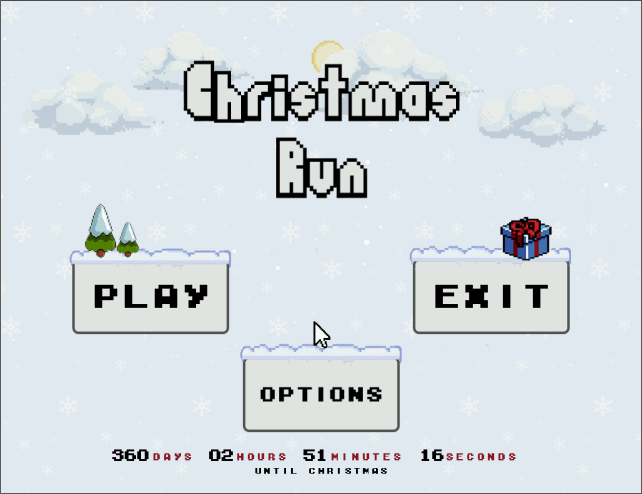 Christmas
Run
PLAY
EXIT
OPTIONS
360 DAYS 02 HOURS 51 MINUTES 16 SECONDS
UNTIL CHRISTMAS